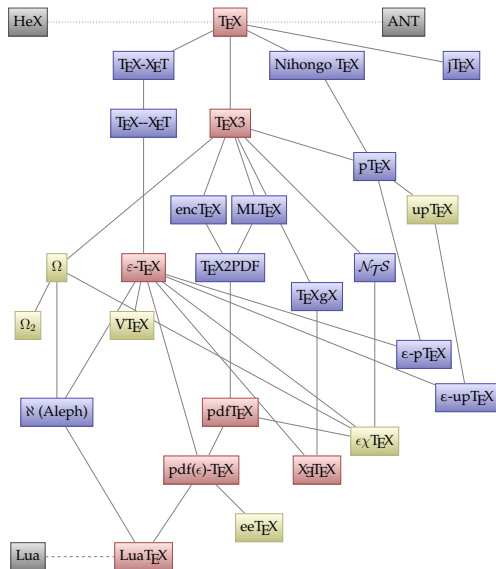 HeX TEX ANT
TEX-XET Nihongo TEX jTEX
TEX--XET TEX3
pTEX
encTEX MLTEX upTEX
Ω ε-TEX TEX2PDF NTS
TEXgX
Ω2 VTEX
ε-pTEX
ε-upTEX
ℵ (Aleph) pdfTEX
ϵχTEX
pdf(ϵ)-TEX XƎTEX
eeTEX
Lua LuaTEX